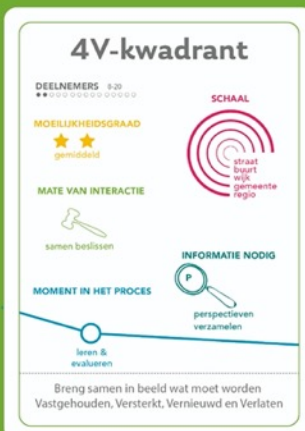 4V-kwadrant
DEELNEMERS 8-20
SCHAAL
MOEILIJKHEIDSGRAAD
gemiddeld
straat
buurt
wijk
gemeente
regio
MATE VAN INTERACTIE
samen beslissen
INFORMATIE NODIG
P
perspectieven
verzamelen
MOMENT IN HET PROCES
leren &
evalueren
Breng samen in beeld wat moet worden
Vastgehouden, Versterkt, Vernieuwd en Verlaten